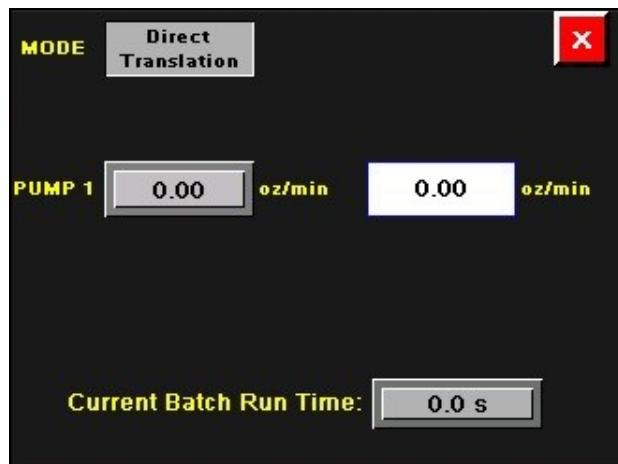 MODE
Direct
Translation
X
PUMP 1 0.00 oz/min 0.00 oz/min
Current Batch Run Time: 0.0 s